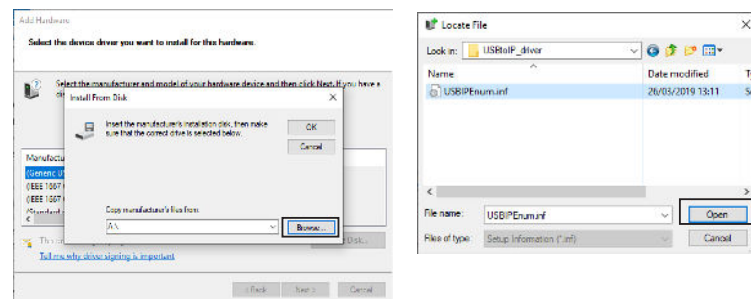 Add Hardware
Select the device driver you want to install for this hardware.
Select the manufacturer and model of your hardware device and then click Next. If you have a
Install From Disk
Insert the manufacturer's installation disk, then make
sure that the correct drive is selected below.
OK
Cancel
Manufactu
(Generic U
(IEEE 1667
(IEEE 1667
(Standard
Copy manufacturer's files from:
A:\
Browse...
Disk...
Tell me why driver signing is important
< Back
Next >
Cancel
Locate File
Look in:
USBtoIP_driver
Name
Date modified
USBIPEnum.inf
26/03/2019 13:11
File name:
USBIPEnum.inf
Open
Files of type:
Setup Information (*.inf)
Cancel